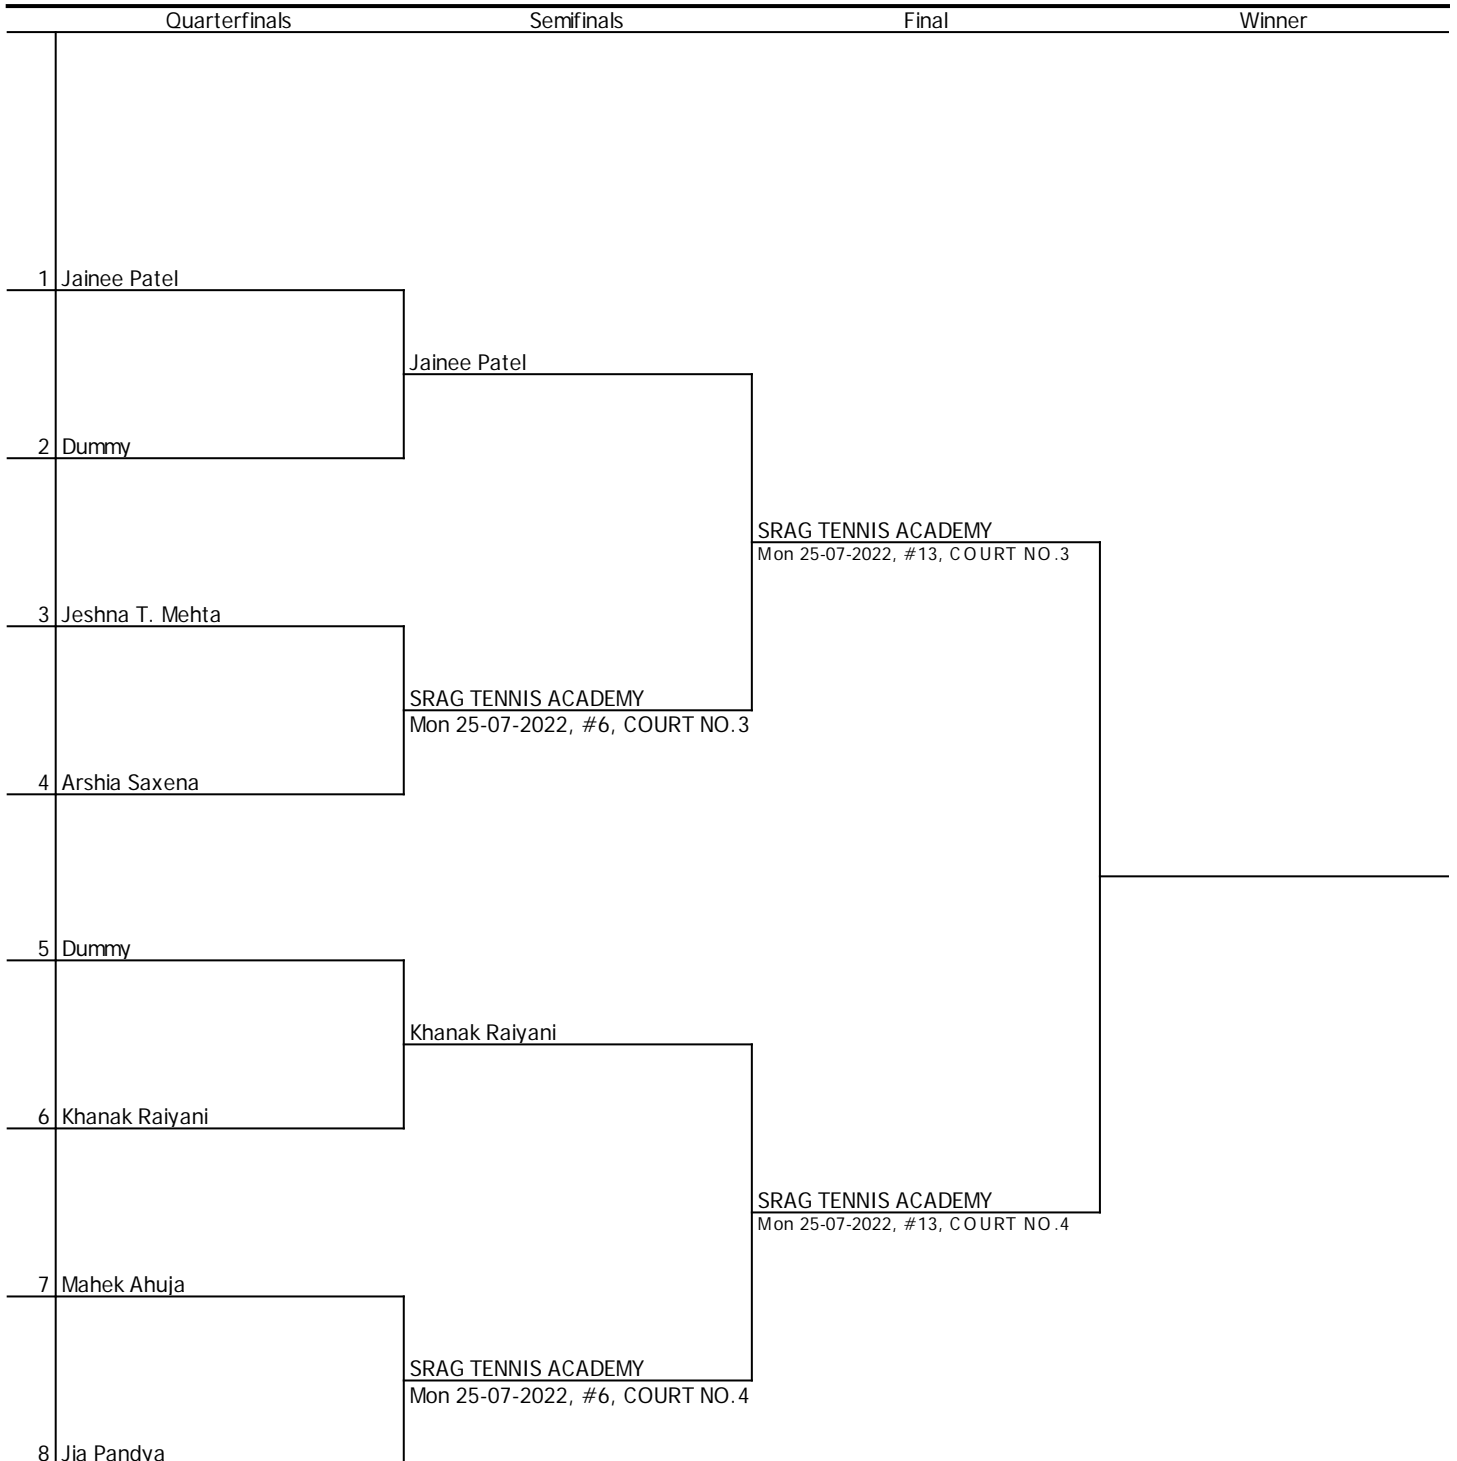 Quarterfinals Semifinals Final Winner
1 Jainee Patel
Jainee Patel
2 Dummy
SRAG TENNIS ACADEMY
Mon 25-07-2022, #13, COURT NO.3
3 Jeshna T. Mehta
SRAG TENNIS ACADEMY
Mon 25-07-2022, #6, COURT NO.3
4 Arshia Saxena
5 Dummy
Khanak Raiyani
6 Khanak Raiyani
SRAG TENNIS ACADEMY
Mon 25-07-2022, #13, COURT NO.4
7 Mahek Ahuja
SRAG TENNIS ACADEMY
Mon 25-07-2022, #6, COURT NO.4
8 Jia Pandya